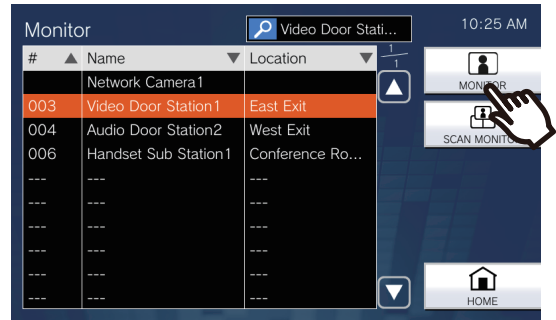 Monitor
Video Door Stati...
10:25 AM
# ▲ Name ▼ Location ▼
1
1
Network Camera1
003 Video Door Station1 East Exit
004 Audio Door Station2 West Exit
006 Handset Sub Station1 Conference Ro...
--- --- ---
--- --- ---
--- --- ---
--- --- ---
--- --- ---
--- --- ---
MONITOR
SCAN
HOME